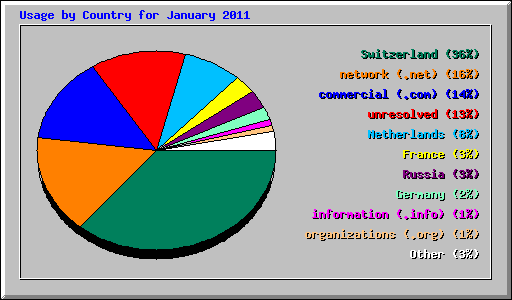 Usage by Country for January 2011
Switzerland (36%)
network (.net) (16%)
commercial (.com) (14%)
unresolved (13%)
Netherlands (8%)
France (3%)
Russia (3%)
Germany (2%)
information (.info) (1%)
organizations (.org) (1%)
Other (3%)